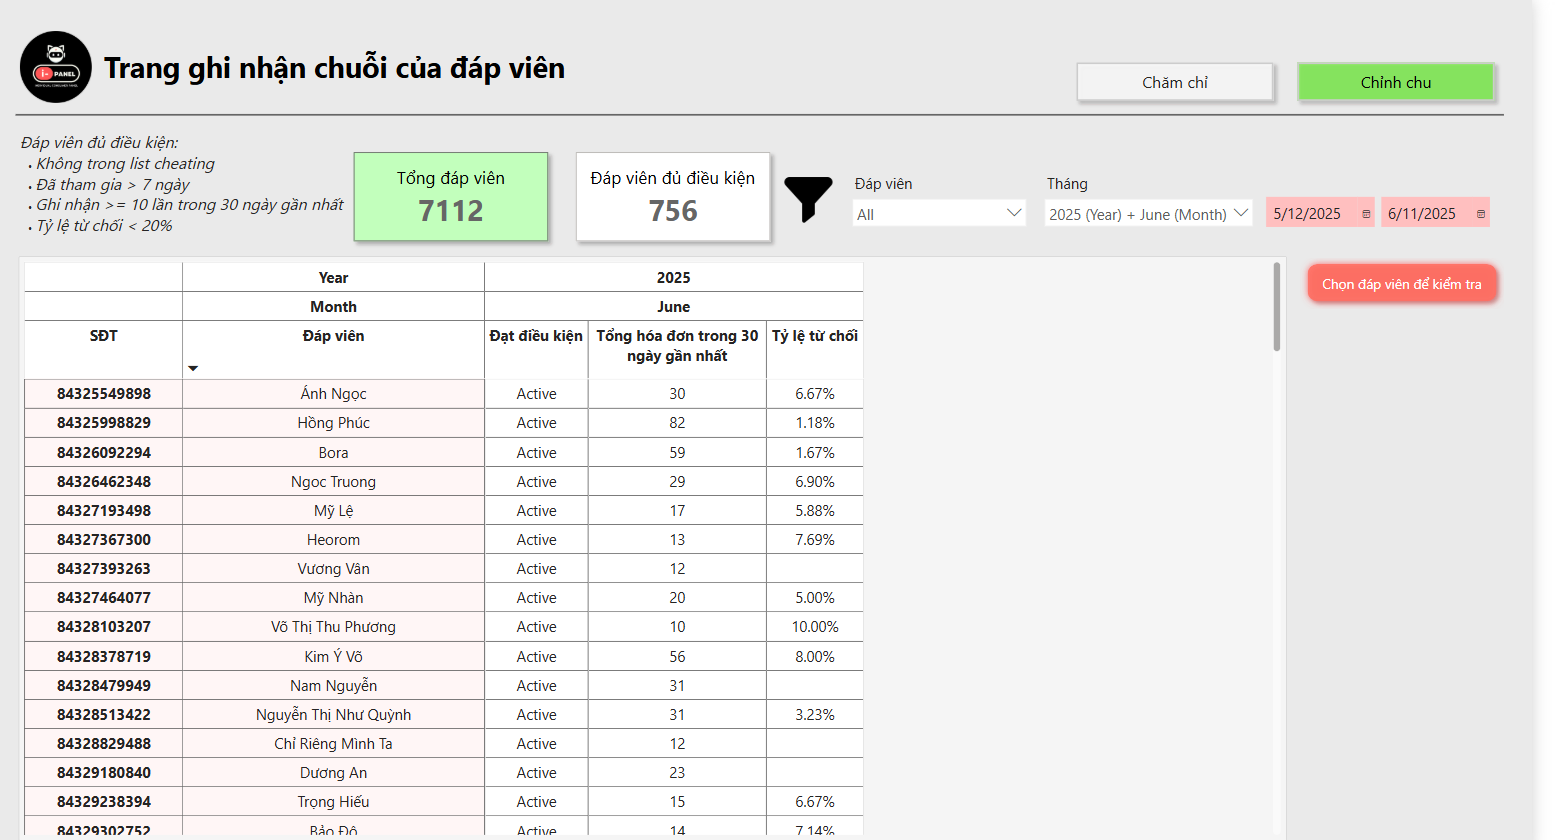 i- PANEL
Trang ghi nhận chuỗi của đáp viên
Chăm chỉ
Chỉnh chu
Đáp viên đủ điều kiện:
• Không trong list cheating
• Đã tham gia > 7 ngày
• Ghi nhận >= 10 lần trong 30 ngày gần nhất
• Tỷ lệ từ chối < 20%
Tổng đáp viên
7112
Đáp viên đủ điều kiện
756
Đáp viên
All
Tháng
2025 (Year) + June (Month)
5/12/2025
6/11/2025
Chọn đáp viên để kiểm tra
Year 2025
Month June
SĐT Đáp viên Đạt điều kiện Tổng hóa đơn trong 30 Tỷ lệ từ chối
ngày gần nhất
84325549898 Ánh Ngọc Active 30 6.67%
84325998829 Hồng Phúc Active 82 1.18%
84326092294 Bora Active 59 1.67%
84326462348 Ngoc Truong Active 29 6.90%
84327193498 Mỹ Lệ Active 17 5.88%
84327367300 Heorom Active 13 7.69%
84327393263 Vương Vân Active 12
84327464077 Mỹ Nhàn Active 20 5.00%
84328103207 Võ Thị Thu Phương Active 10 10.00%
84328378719 Kim Ý Võ Active 56 8.00%
84328479949 Nam Nguyễn Active 31
84328513422 Nguyễn Thị Như Quỳnh Active 31 3.23%
84328829488 Chỉ Riêng Mình Ta Active 12
84329180840 Dương An Active 23
84329238394 Trọng Hiếu Active 15 6.67%
84329302752 Bảo Đô Active 14 7.14%